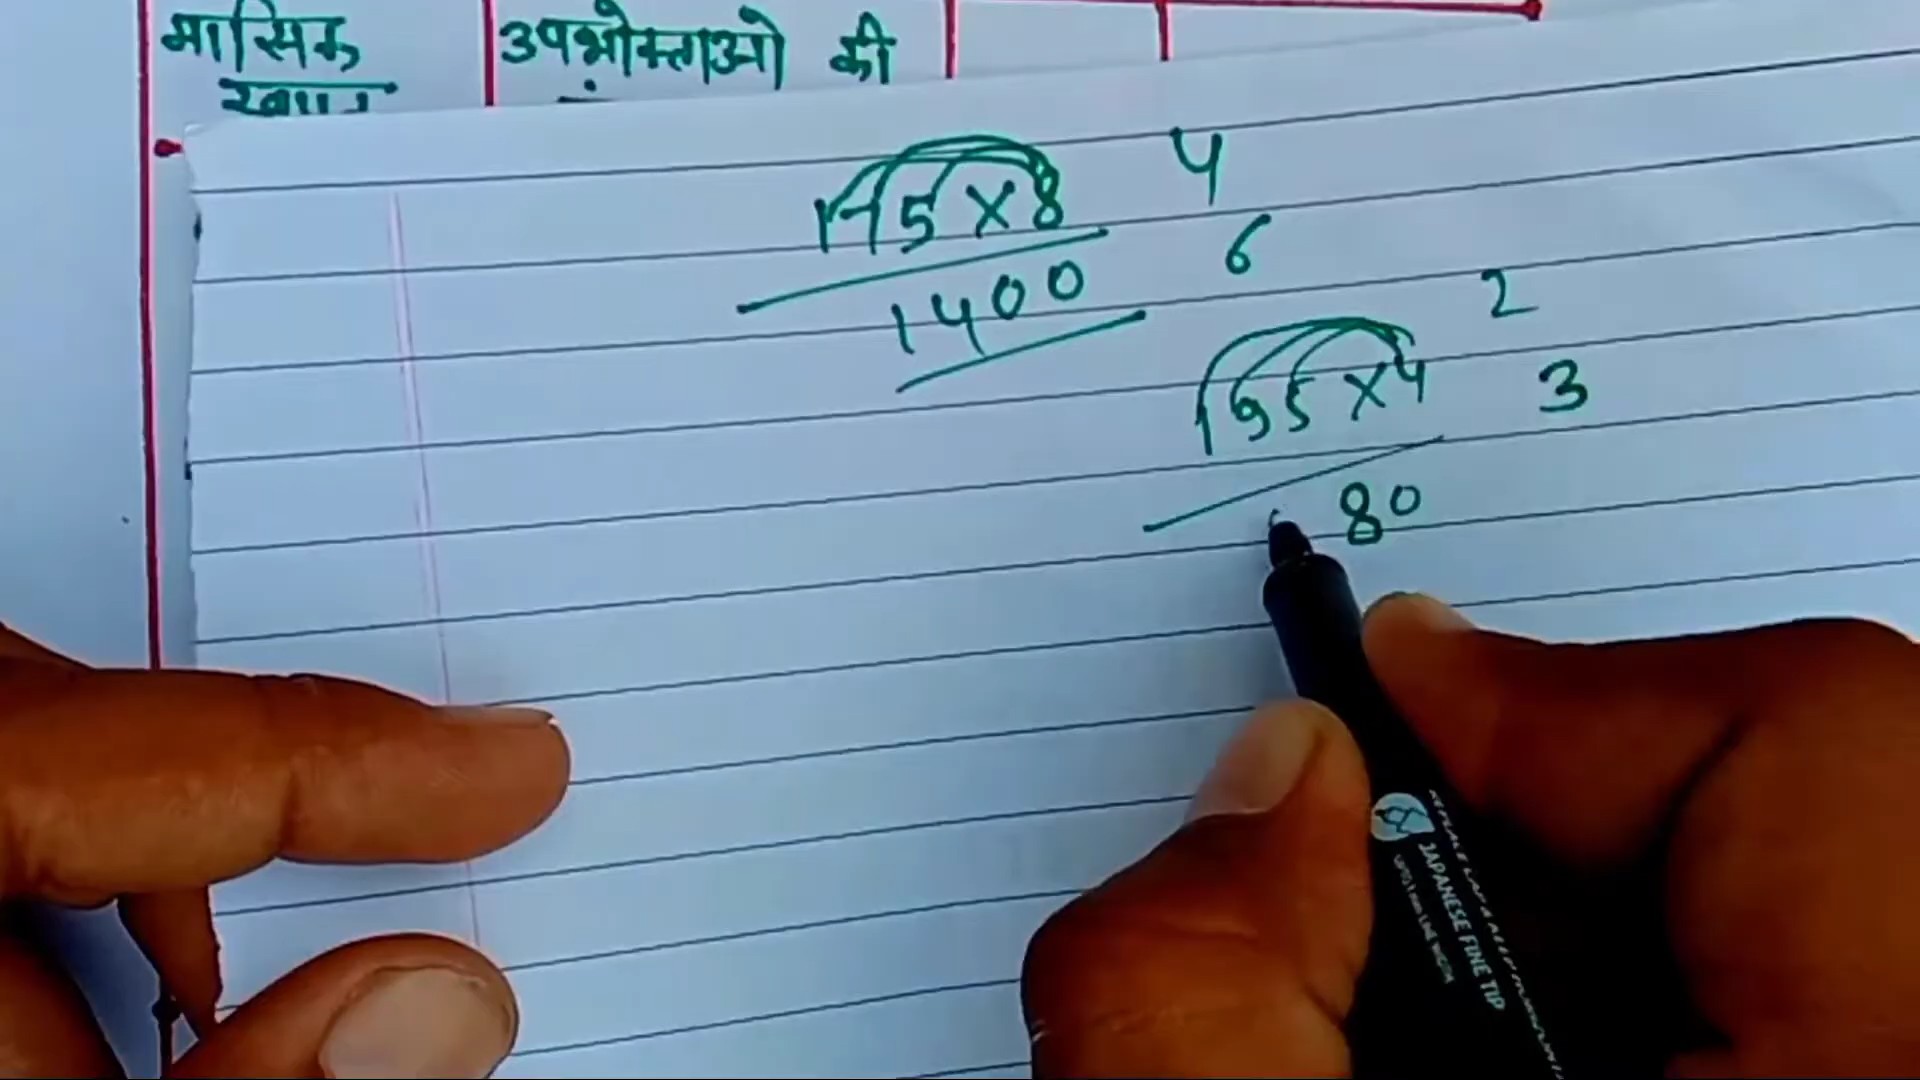 मासिक उपभोक्ताओ की
175 x 8 4
1400 6
195 x 4 2
3
80
JAPANESE FINE TIP